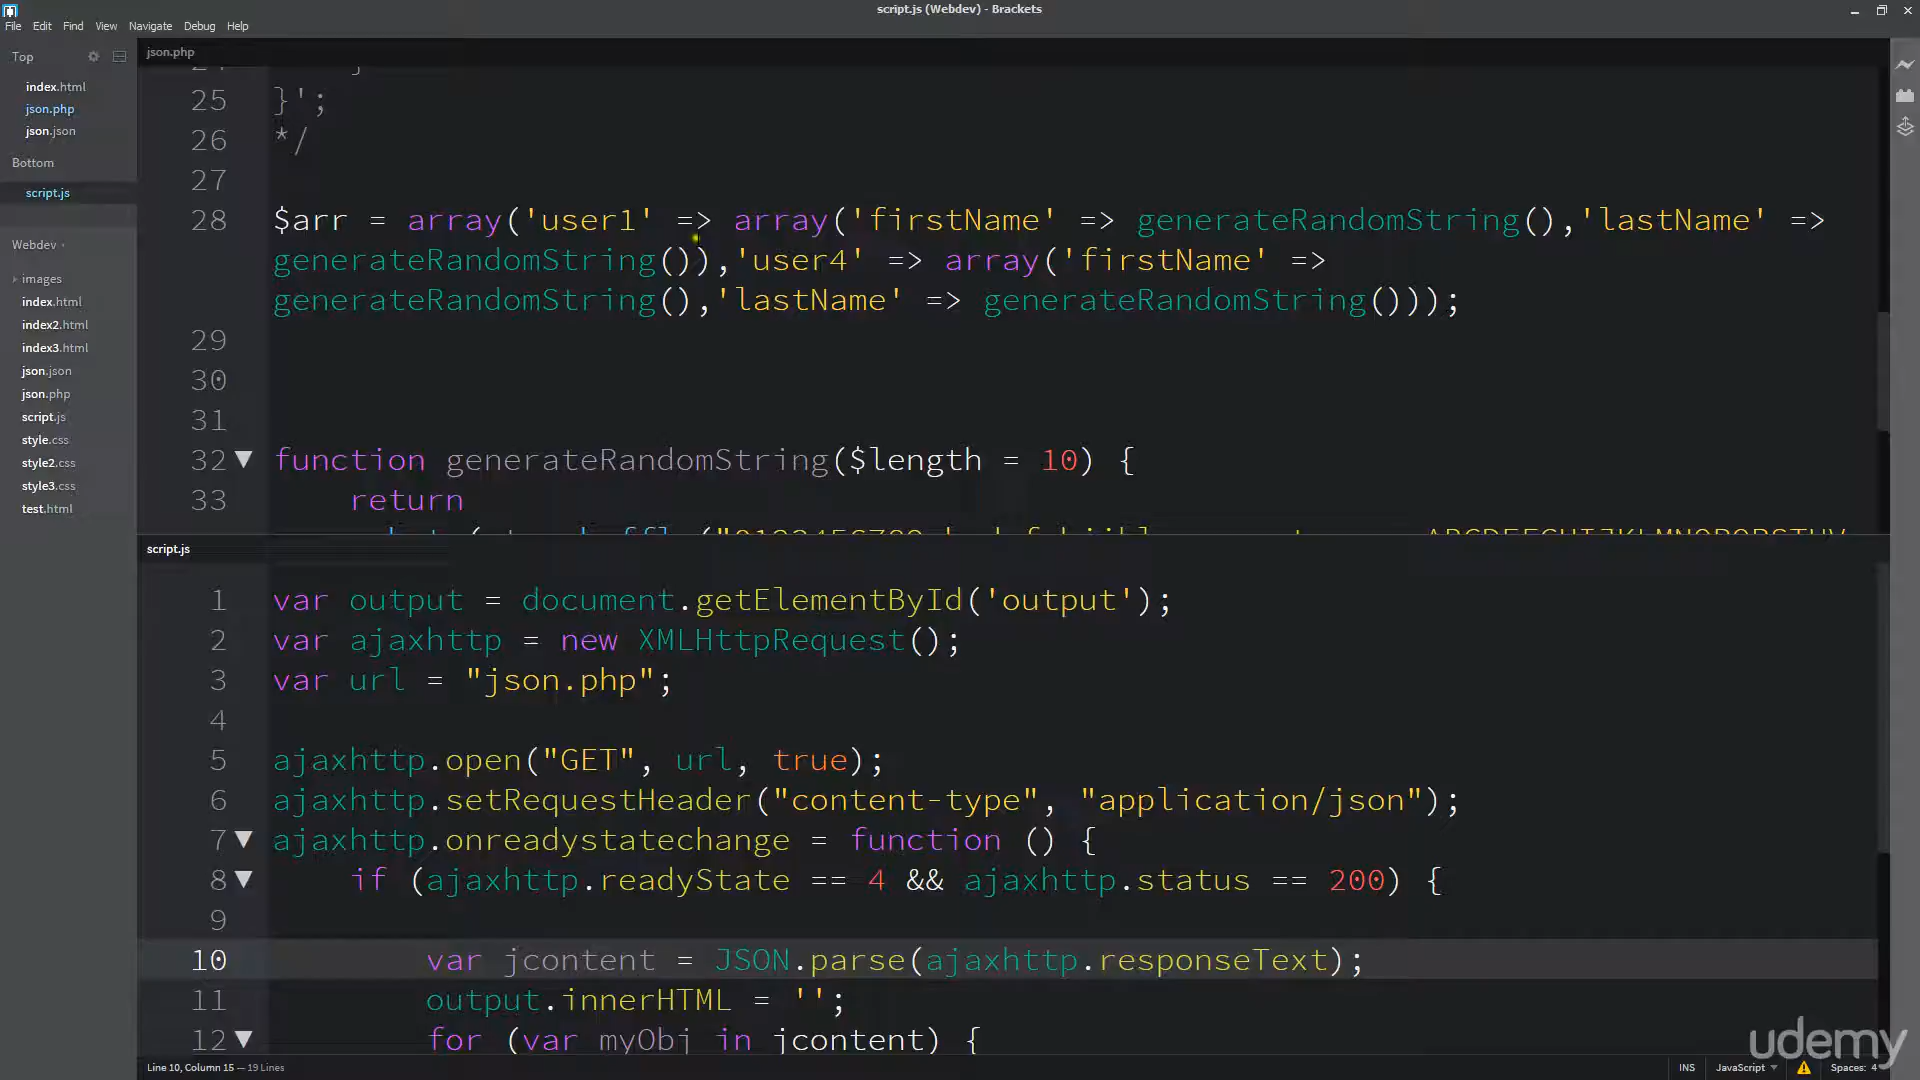 script.js (Webdev) - Brackets
File Edit Find View Navigate Debug Help
Top
index.html
json.php
json.json
Bottom
script.js
Webdev
images
index.html
index2.html
index3.html
json.json
json.php
script.js
style.css
style2.css
style3.css
test.html
json.php
25 }';
26 */
27
28 $arr = array('user1' => array('firstName' => generateRandomString(),'lastName' =>
generateRandomString()),'user4' => array('firstName' =>
generateRandomString(),'lastName' => generateRandomString()));
29
30
31
32 function generateRandomString($length = 10) {
33 return
script.js
1 var output = document.getElementById('output');
2 var ajaxhttp = new XMLHttpRequest();
3 var url = "json.php";
4
5 ajaxhttp.open("GET", url, true);
6 ajaxhttp.setRequestHeader("content-type", "application/json");
7 ajaxhttp.onreadystatechange = function () {
8 if (ajaxhttp.readyState == 4 && ajaxhttp.status == 200) {
9
10 var jcontent = JSON.parse(ajaxhttp.responseText);
11 output.innerHTML = '';
12 for (var myObj in jcontent) {
Line 10, Column 15 — 19 Lines
INS JavaScript Spaces: 4
udemy